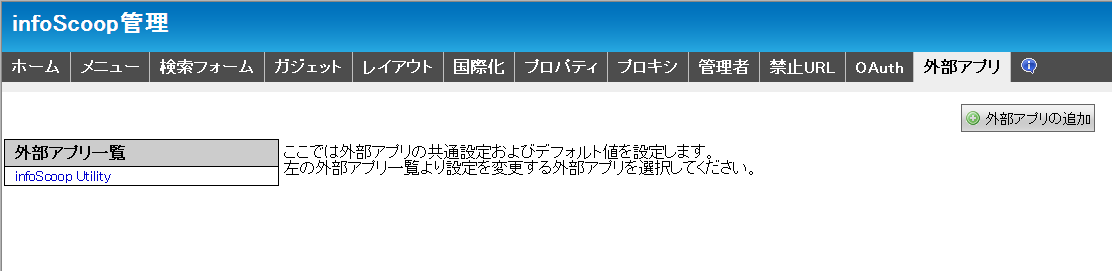 infoScoop管理
ホーム メニュー 検索フォーム ガジェット レイアウト 国際化 プロパティ プロキシ 管理者 禁止URL OAuth 外部アプリ
外部アプリの追加
外部アプリ一覧
infoScoop Utility
ここでは外部アプリの共通設定およびデフォルト値を設定します。
左の外部アプリ一覧より設定を変更する外部アプリを選択してください。